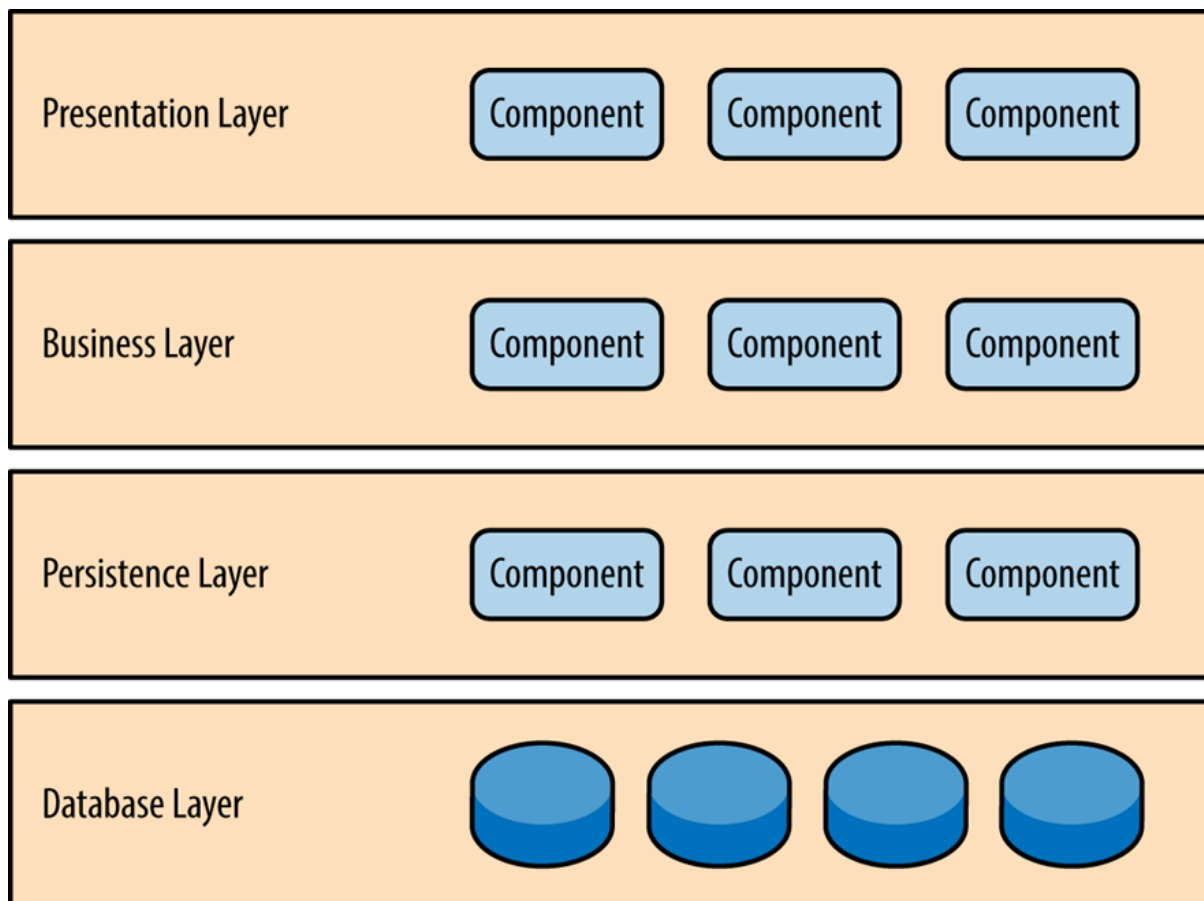 Presentation Layer Component Component Component
Business Layer Component Component Component
Persistence Layer Component Component Component
Database Layer